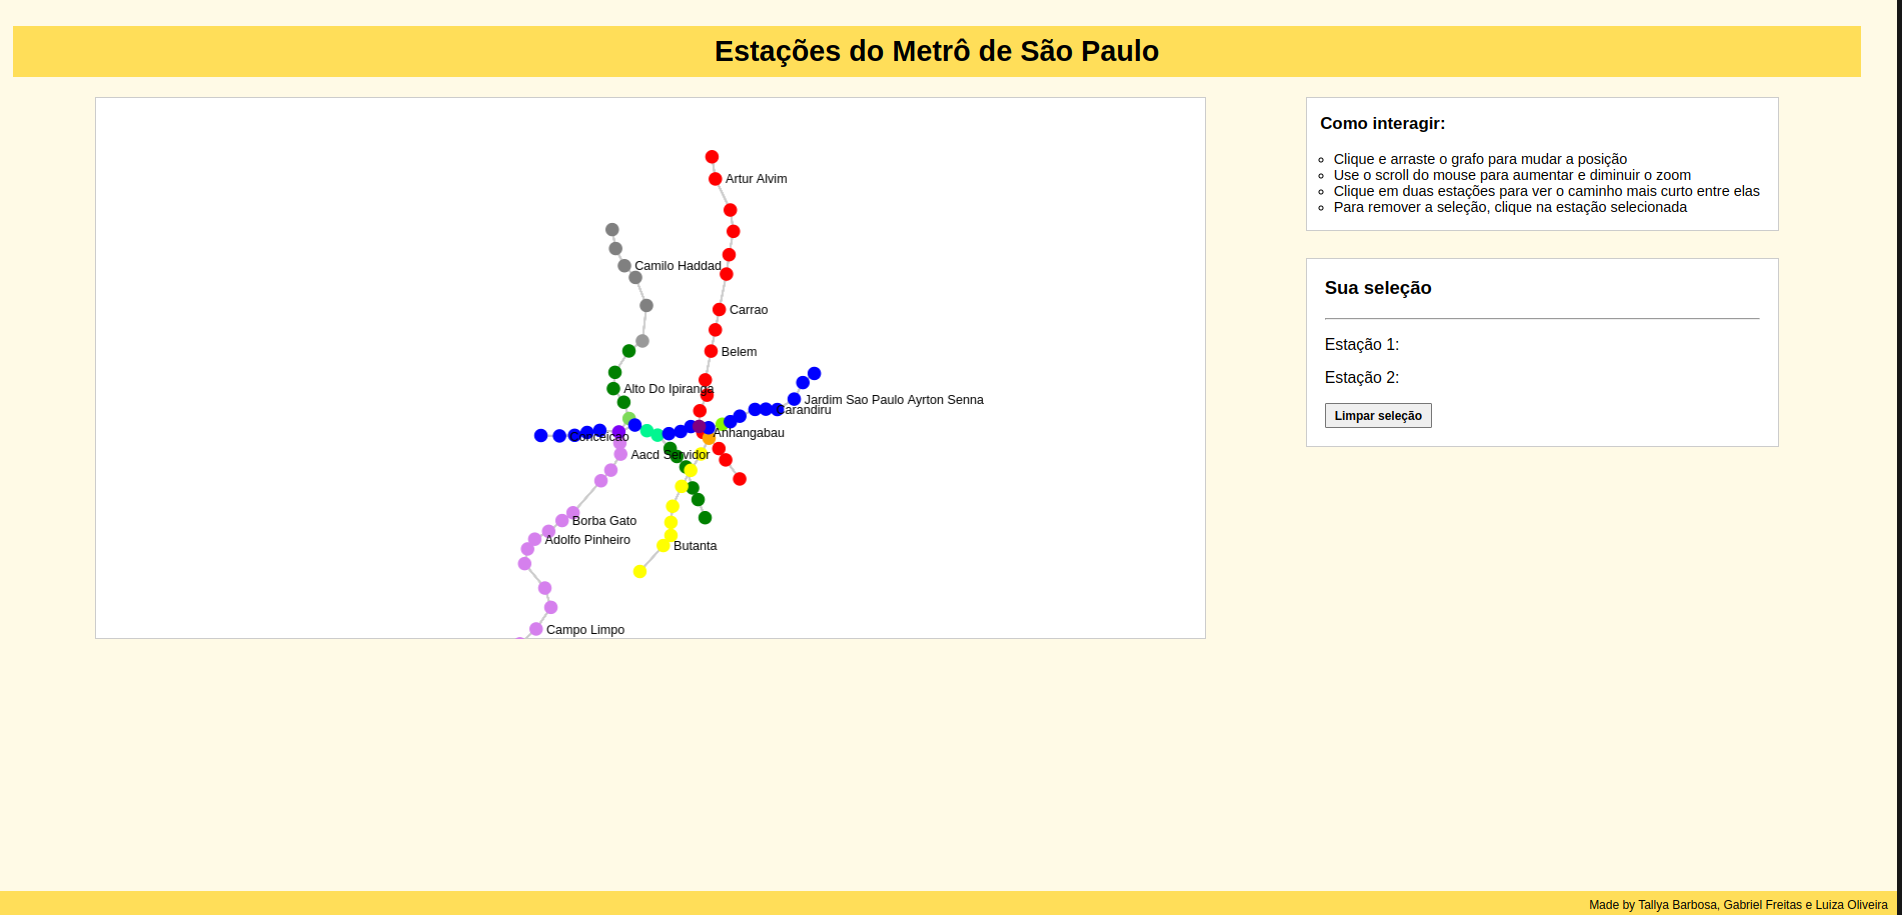 Estações do Metrô de São Paulo
Artur Alvim
Camilo Haddad
Carrao
Belem
Alto Do Ipiranga
Jardim Sao Paulo Ayrton Senna
Carandiru
Anhangabau
Conceicao
Aacd Servidor
Borba Gato
Adolfo Pinheiro
Butanta
Campo Limpo
Como interagir:
Clique e arraste o grafo para mudar a posição
Use o scroll do mouse para aumentar e diminuir o zoom
Clique em duas estações para ver o caminho mais curto entre elas
Para remover a seleção, clique na estação selecionada
Sua seleção
Estação 1:
Estação 2:
Limpar seleção
Made by Tallya Barbosa, Gabriel Freitas e Luiza Oliveira